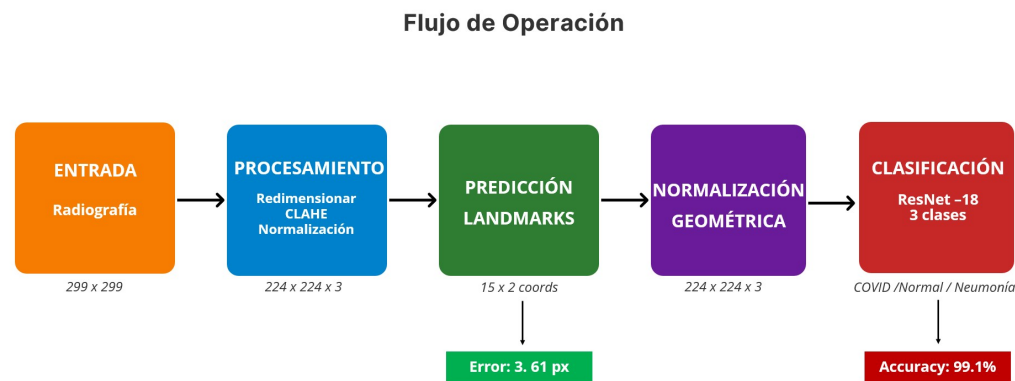 Flujo de Operación
ENTRADA
Radiografía
299 x 299
PROCESAMIENTO
Redimensionar
CLAHE
Normalización
224 x 224 x 3
PREDICCIÓN
LANDMARKS
15 x 2 coords
Error: 3. 61 px
NORMALIZACIÓN
GEOMÉTRICA
224 x 224 x 3
CLASIFICACIÓN
ResNet –18
3 clases
COVID /Normal / Neumonía
Accuracy: 99.1%